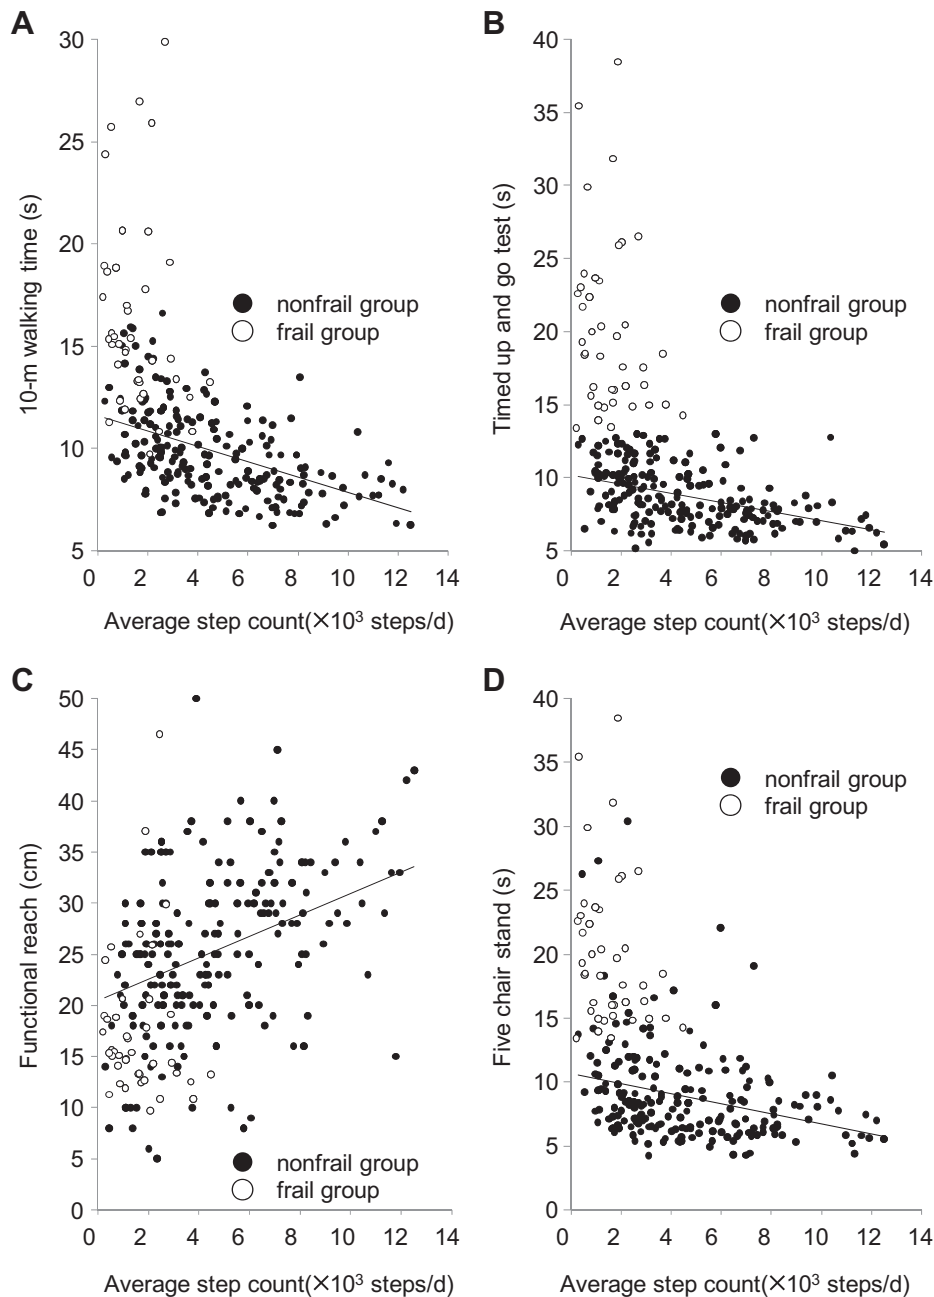 A
30
25
20
15
10
5
10-m walking time (s)
nonfrail group
frail group
0 2 4 6 8 10 12 14
Average step count(×10³ steps/d)
B
40
35
30
25
20
15
10
5
Timed up and go test (s)
nonfrail group
frail group
0 2 4 6 8 10 12 14
Average step count(×10³ steps/d)
C
50
45
40
35
30
25
20
15
10
5
0
Functional reach (cm)
nonfrail group
frail group
0 2 4 6 8 10 12 14
Average step count(×10³ steps/d)
D
40
35
30
25
20
15
10
5
0
Five chair stand (s)
nonfrail group
frail group
0 2 4 6 8 10 12 14
Average step count(×10³ steps/d)